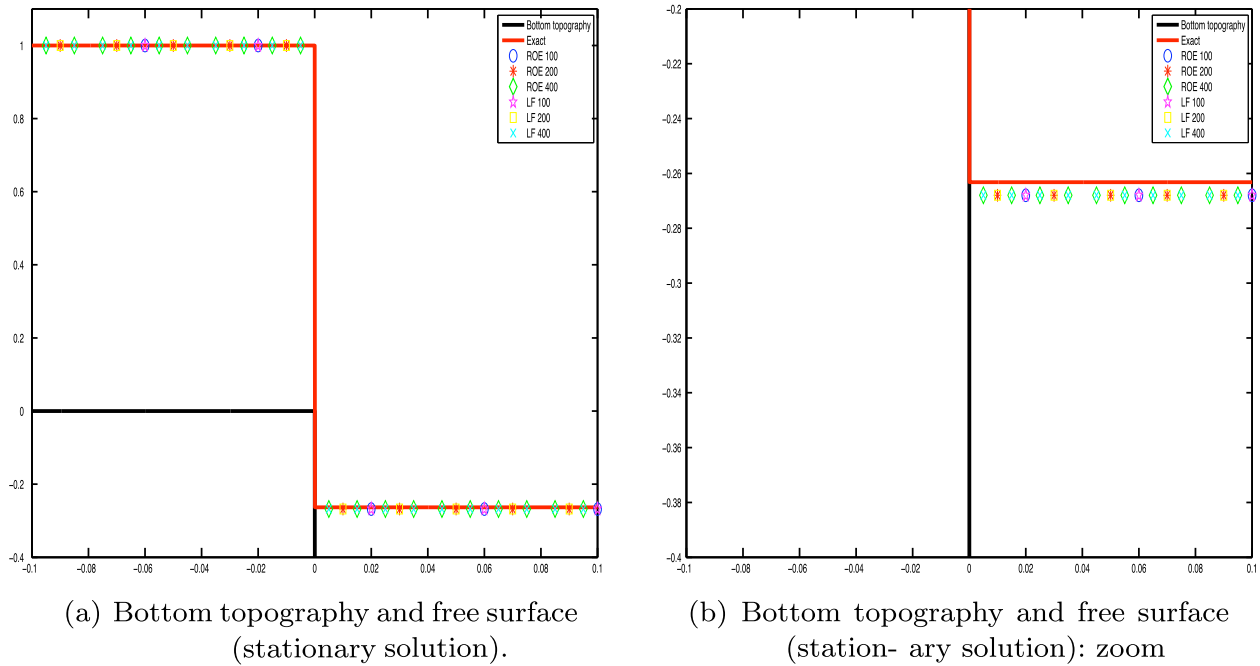 1
0.8
0.6
0.4
0.2
0
−0.2
−0.4
−0.1
−0.08
−0.06
−0.04
−0.02
0
0.02
0.04
0.06
0.08
0.1
Bottom topography
Exact
ROE 100
ROE 200
ROE 400
LF 100
LF 200
LF 400
(a) Bottom topography and free surface
(stationary solution).
−0.2
−0.22
−0.24
−0.26
−0.28
−0.3
−0.32
−0.34
−0.36
−0.38
−0.4
−0.1
−0.08
−0.06
−0.04
−0.02
0
0.02
0.04
0.06
0.08
0.1
Bottom topography
Exact
ROE 100
ROE 200
ROE 400
LF 100
LF 200
LF 400
(b) Bottom topography and free surface
(station- ary solution): zoom